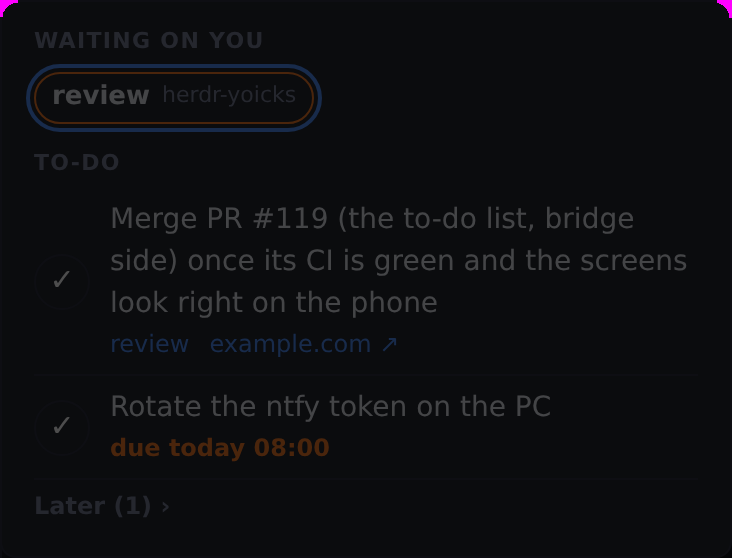 WAITING ON YOU
review herdr-yoicks
TO-DO
Merge PR #119 (the to-do list, bridge
side) once its CI is green and the screens
look right on the phone
review example.com ↗
✓
Rotate the ntfy token on the PC
✓
due today 08:00
Later (1) ›